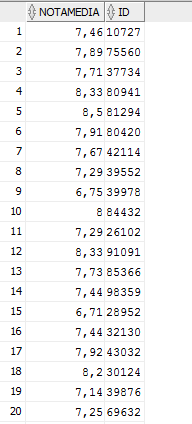 NOTAMEDIA ID
1 7,46 10727
2 7,89 75560
3 7,71 37734
4 8,33 80941
5 8,5 81294
6 7,91 80420
7 7,67 42114
8 7,29 39552
9 6,75 39978
10 8 84432
11 7,29 26102
12 8,33 91091
13 7,73 85366
14 7,44 98359
15 6,71 28952
16 7,44 32130
17 7,92 43032
18 8,2 30124
19 7,14 39876
20 7,25 69632